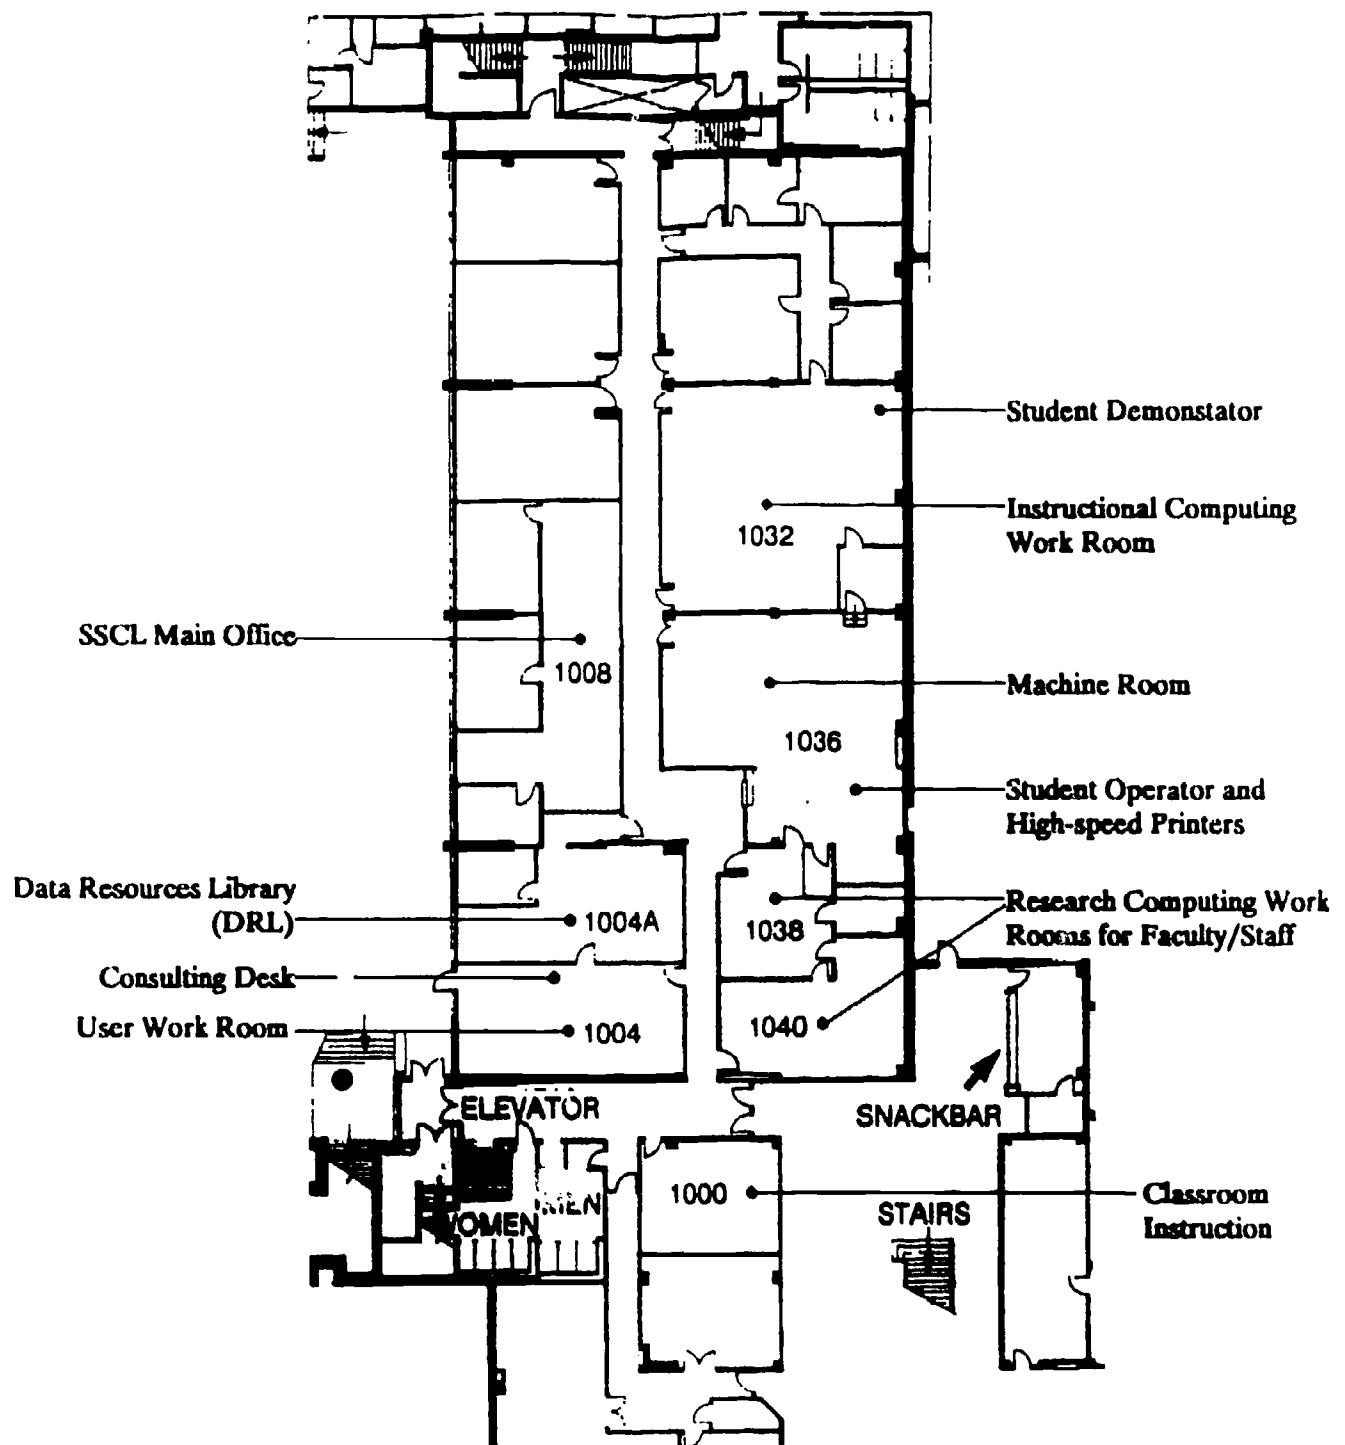 Student Demonstator
Instructional Computing
Work Room
1032
SSCL Main Office
1008
Machine Room
1036
Student Operator and
High-speed Printers
Data Resources Library
(DRL)
1004A
1038
Research Computing Work
Rooms for Faculty/Staff
Consulting Desk
User Work Room
1004
1040
ELEVATOR
SNACKBAR
1000
Classroom
Instruction
MEN
WOMEN
STAIRS